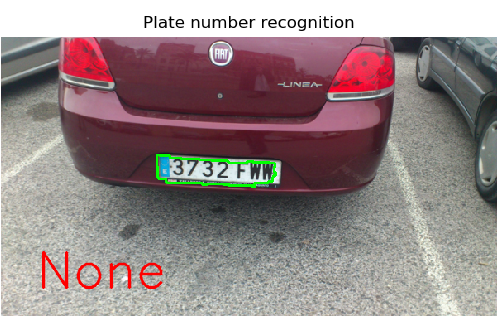 Plate number recognition
FIAT
LINEA
3732 FWW
None